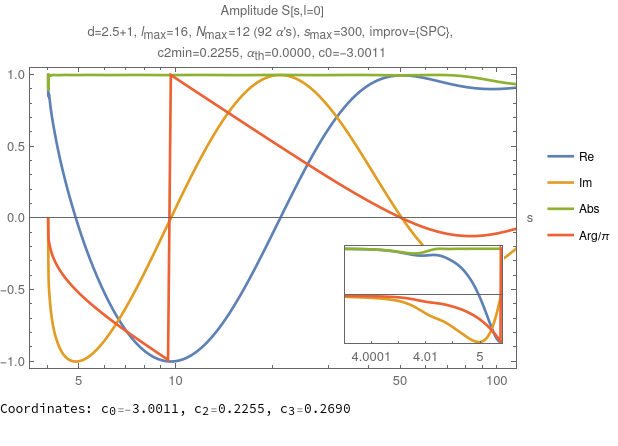 Amplitude S[s,l=0]
d=2.5+1, lmax=16, Nmax=12 (92 α's), smax=300, improv={SPC},
c2min=0.2255, αth=0.0000, c0=-3.0011
1.0
0.5
0.0
-0.5
-1.0
5
10
50
100
s
4.0001
4.01
5
Re
Im
Abs
Arg/π
Coordinates: c0=-3.0011, c2=0.2255, c3=0.2690